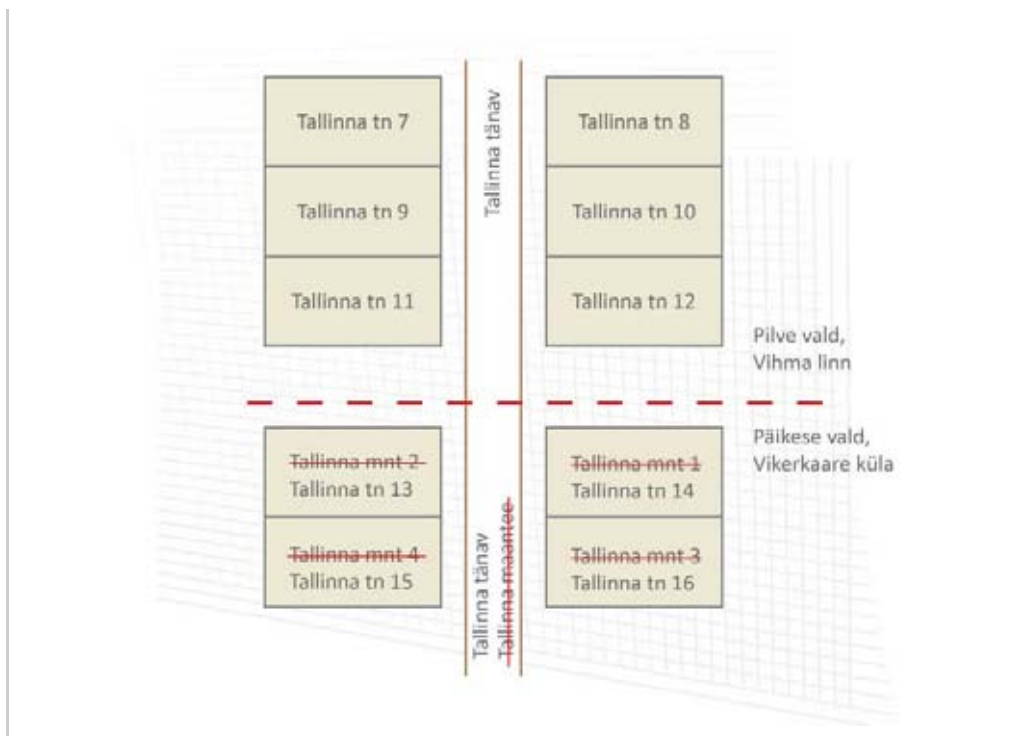 Tallinna tn 7
Tallinna tänav
Tallinna tn 8
Tallinna tn 9
Tallinna tn 10
Tallinna tn 11
Tallinna tn 12
Pilve vald,
Vihma linn
Päikese vald,
Vikerkaare küla
Tallinna mnt 2
Tallinna tn 13
Tallinna mnt 1
Tallinna tn 14
Tallinna mnt 4
Tallinna tn 15
Tallinna tänav
Tallinna maantee
Tallinna mnt 3
Tallinna tn 16